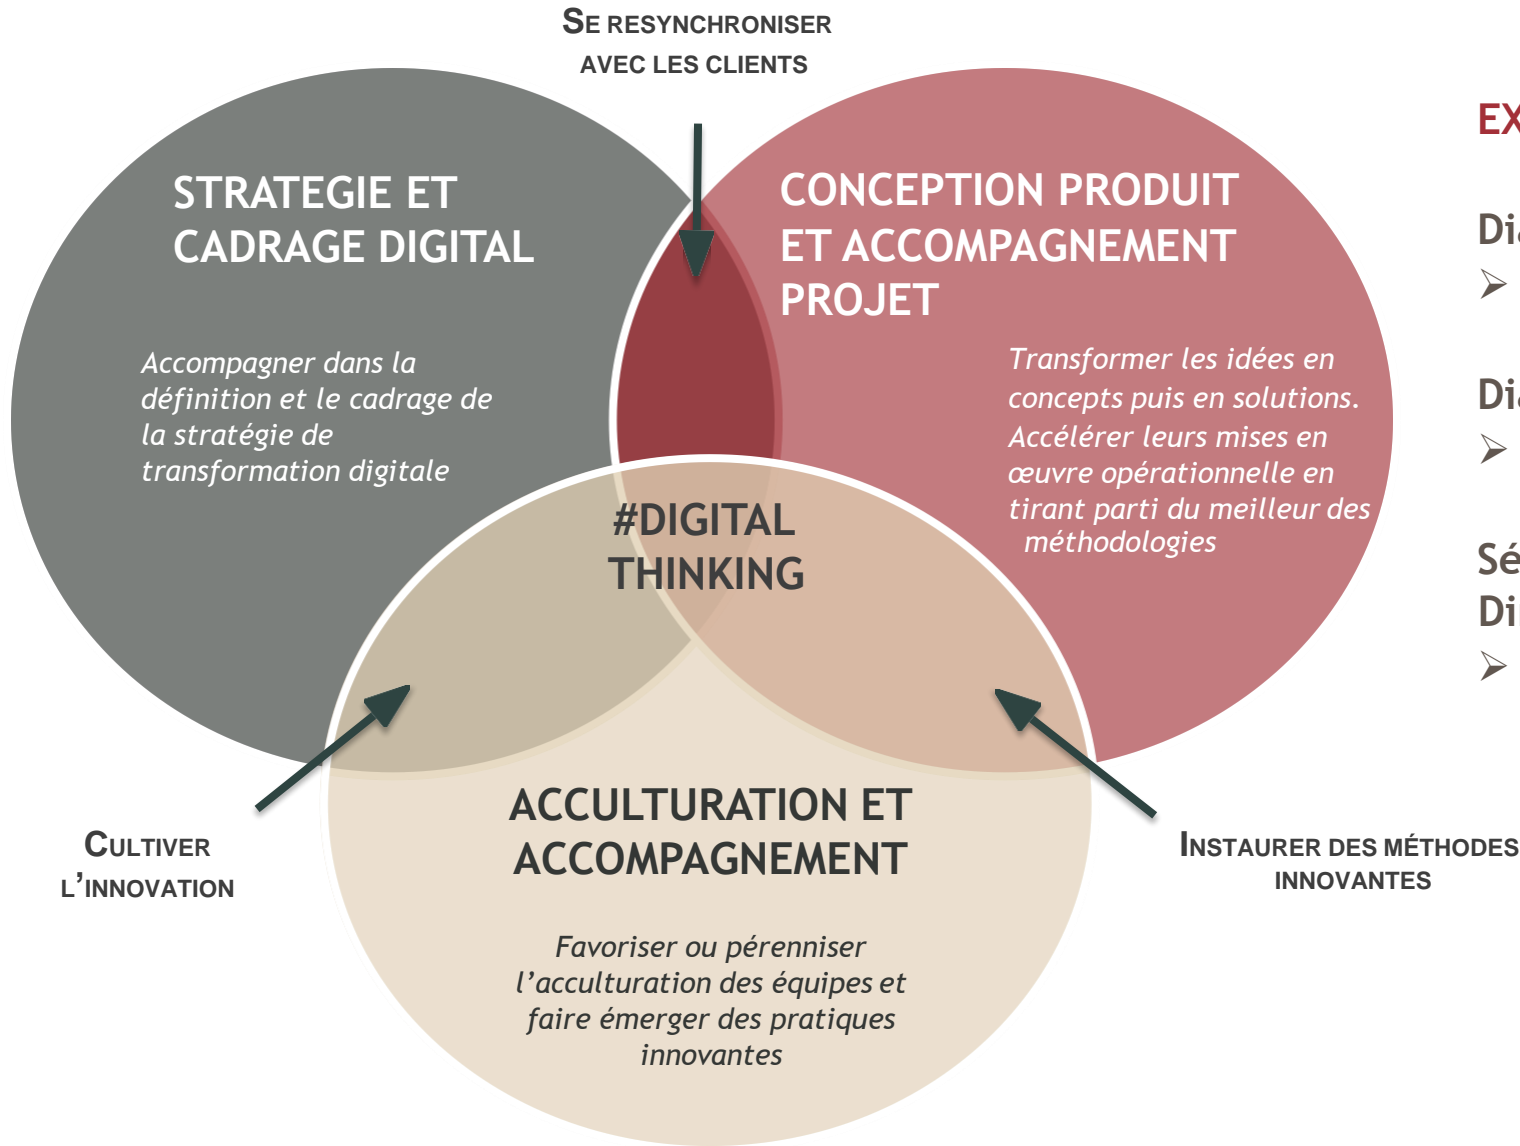 SE RESYNCHRONISER
AVEC LES CLIENTS
STRATEGIE ET
CADRAGE DIGITAL
Accompagner dans la
définition et le cadrage de
la stratégie de
transformation digitale
CONCEPTION PRODUIT
ET ACCOMPAGNEMENT
PROJET
Transformer les idées en
concepts puis en solutions.
Accélérer leurs mises en
œuvre opérationnelle en
tirant parti du meilleur des
méthodologies
#DIGITAL
THINKING
CULTIVER
L’INNOVATION
ACCULTURATION ET
ACCOMPAGNEMENT
Favoriser ou pérenniser
l’acculturation des équipes et
faire émerger des pratiques
innovantes
INSTAURER DES MÉTHODES
INNOVANTES